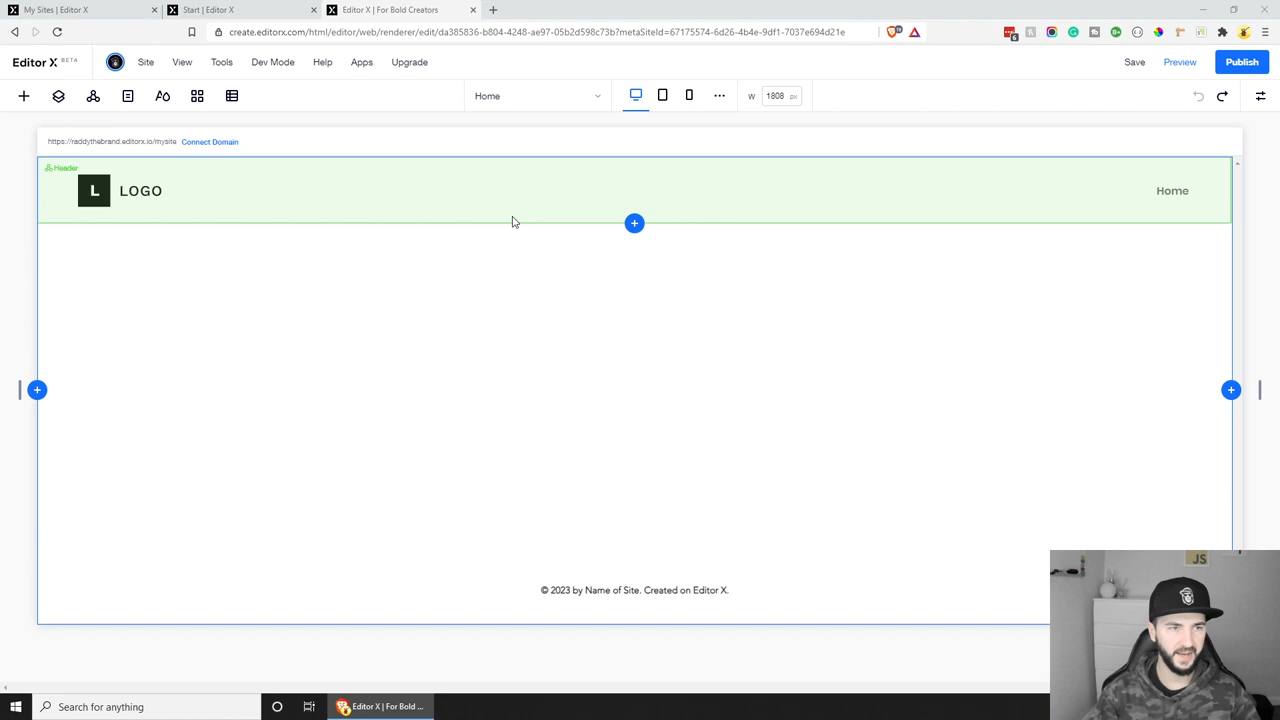 My Sites | Editor X
Start | Editor X
Editor X | For Bold Creators
create.editorx.com/html/editor/web/renderer/edit/da385836-b804-4248-ae97-05b2d598c73b?metaSiteId=67175574-6d26-4b4e-9df1-7037e694d21e
Editor X BETA
Site
View
Tools
Dev Mode
Help
Apps
Upgrade
Save
Preview
Publish
Home
W 1808 px
https://raddythebrand.editorx.io/mysite Connect Domain
Header
L LOGO
Home
© 2023 by Name of Site. Created on Editor X.
JS
Search for anything
Editor X | For Bold ...